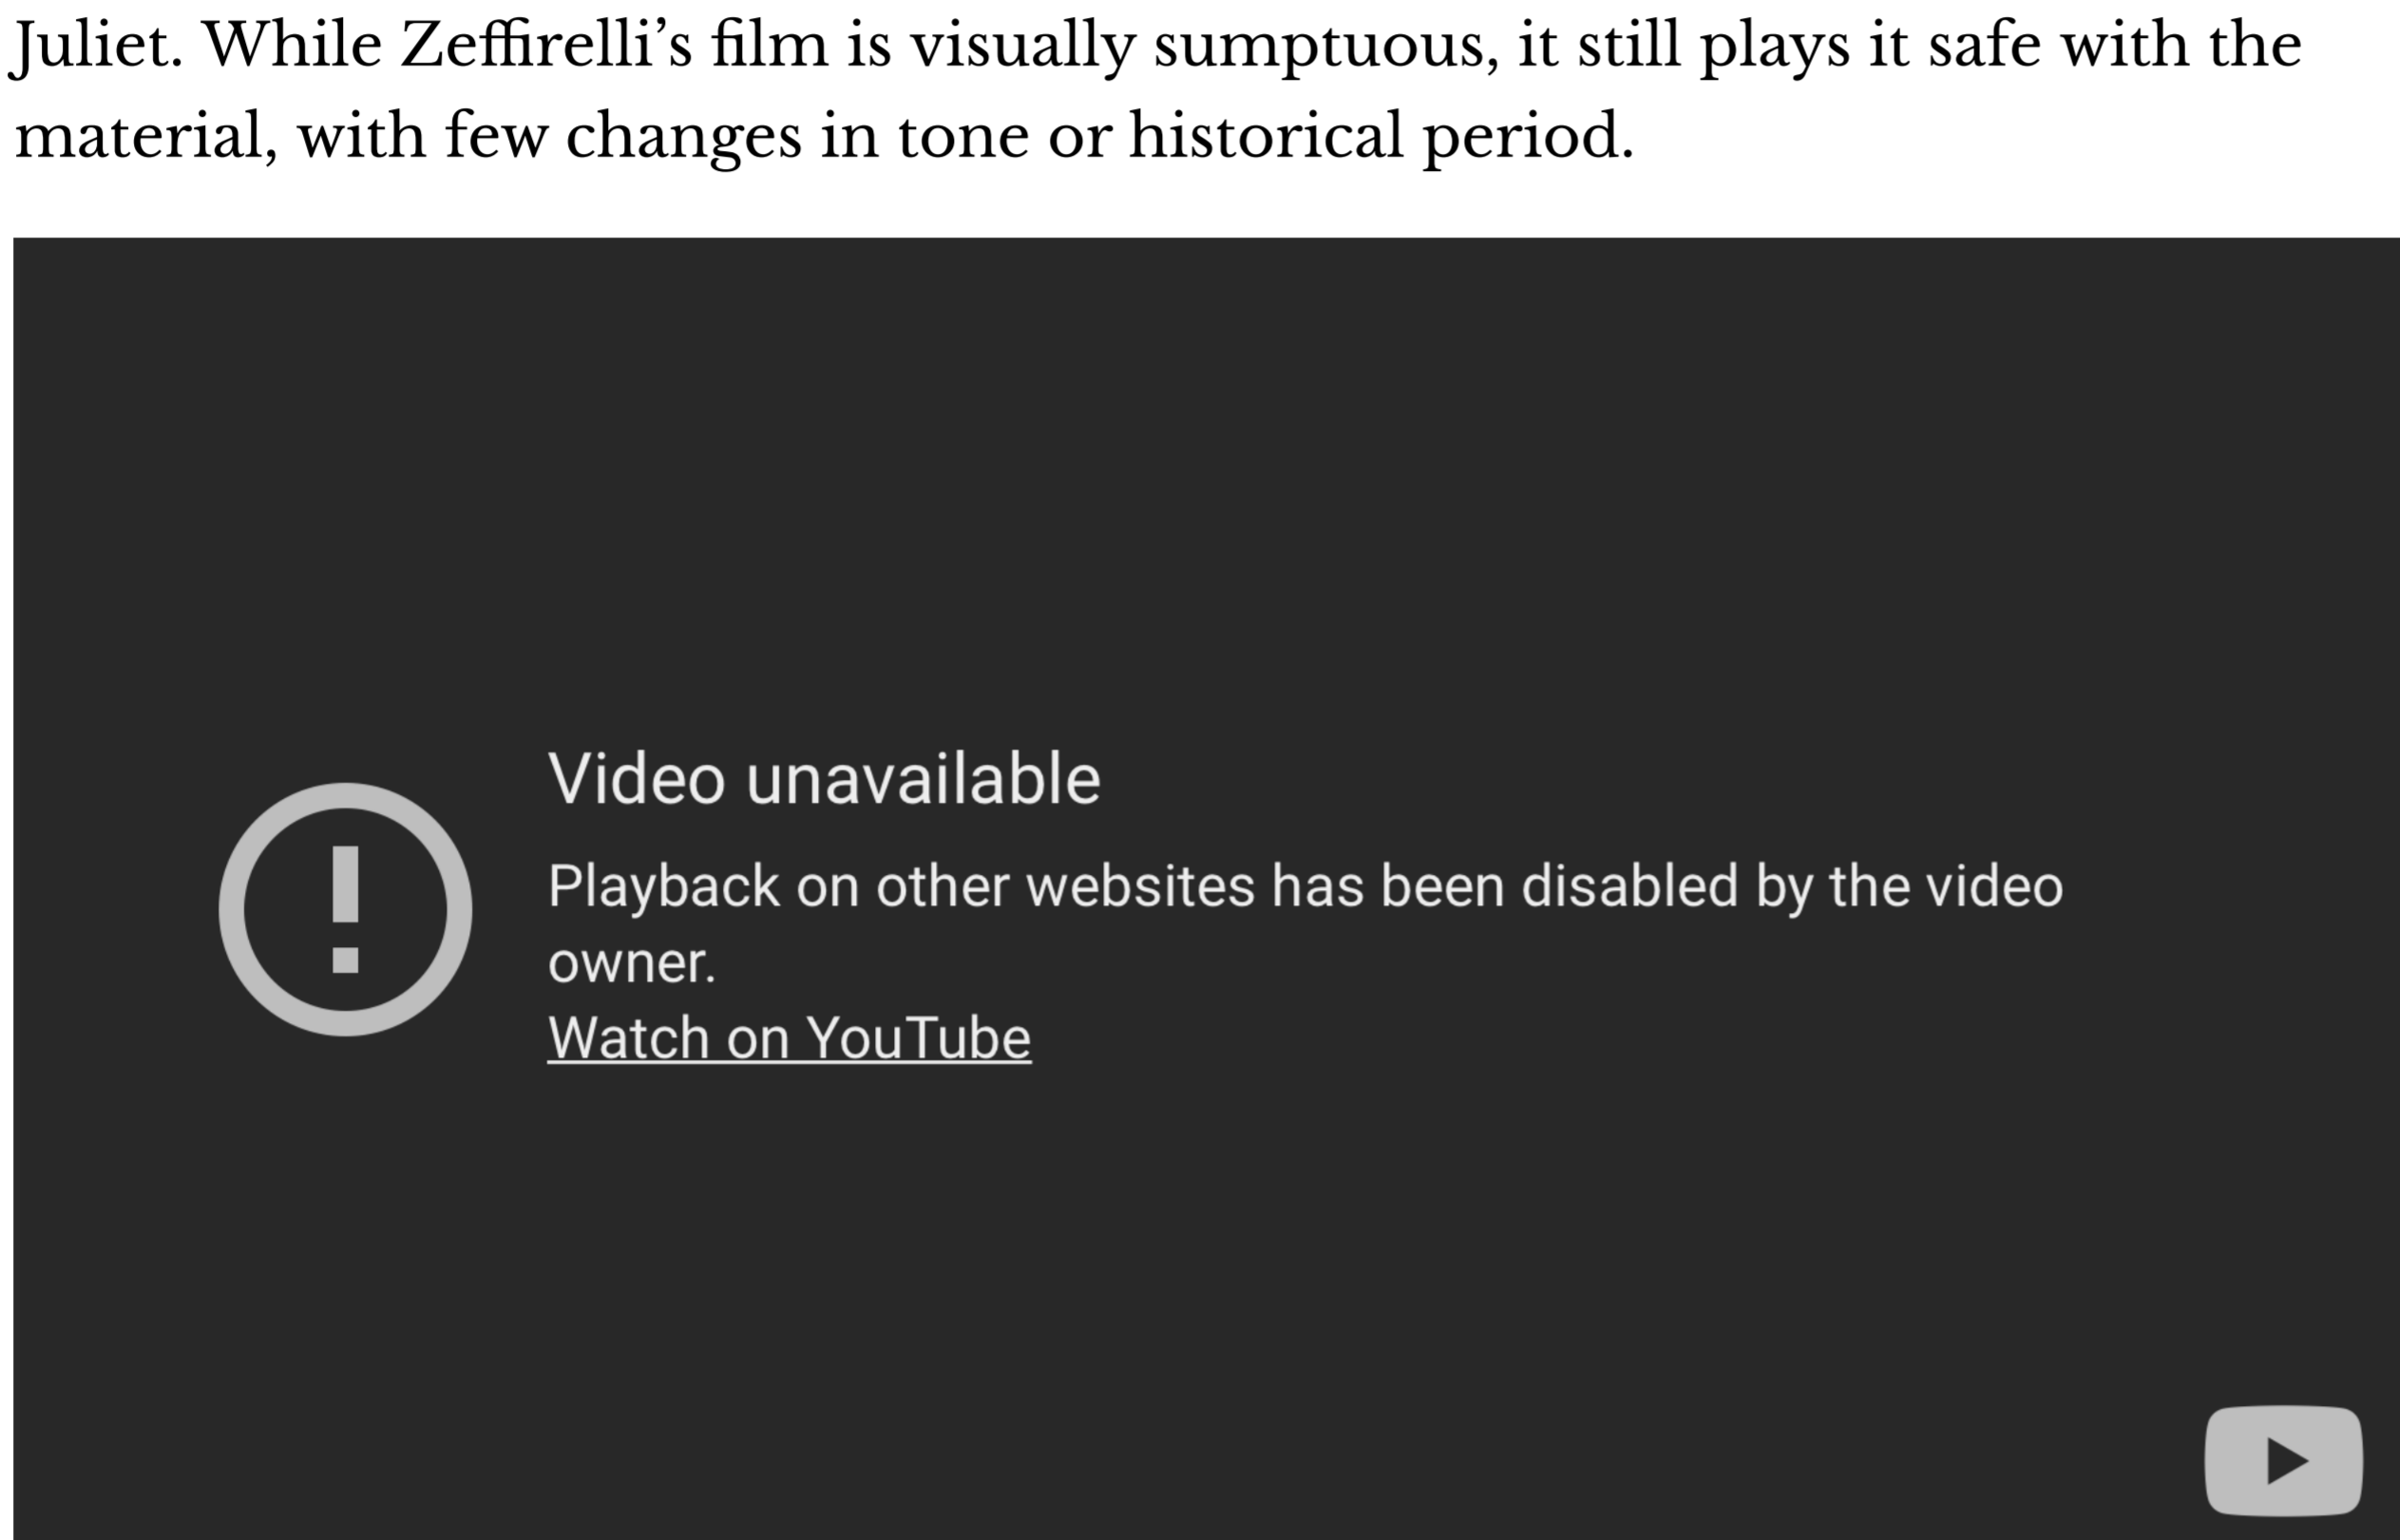 Juliet. While Zeffirelli’s film is visually sumptuous, it still plays it safe with the
material, with few changes in tone or historical period.
Video unavailable
Playback on other websites has been disabled by the video
owner.
Watch on YouTube